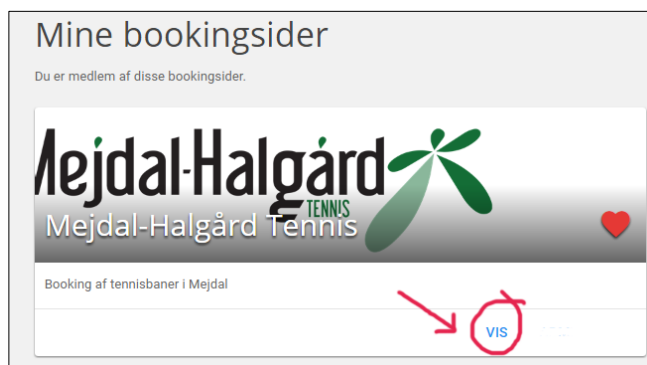 Mine bookingsider
Du er medlem af disse bookingsider.
Mejdal-Halgård
TENNIS
Mejdal-Halgård Tennis
Booking af tennisbaner i Mejdal
VIS